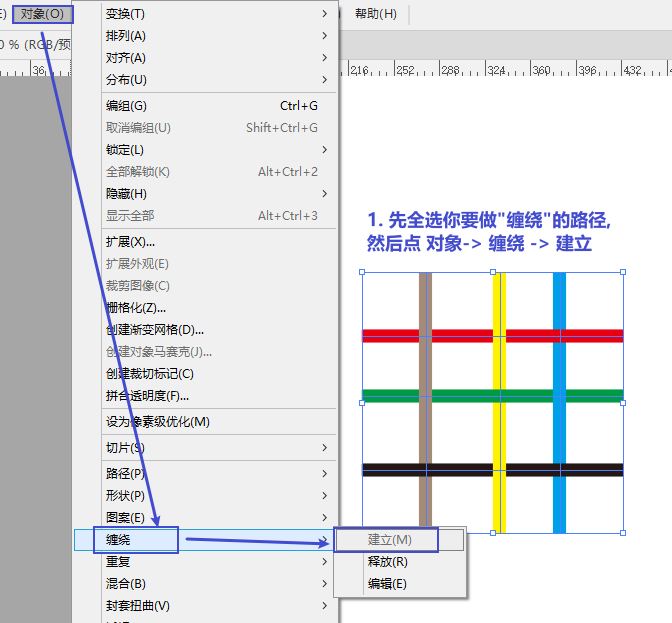 对象(O)
帮助(H)
0 % (RGB/预
36
216 252 288 324 360 396 432
变换(T)
排列(A)
对齐(A)
分布(U)
编组(G) Ctrl+G
取消编组(U) Shift+Ctrl+G
锁定(L)
全部解锁(K) Alt+Ctrl+2
隐藏(H)
显示全部 Alt+Ctrl+3
扩展(X)...
扩展外观(E)
裁剪图像(C)
栅格化(Z)...
创建渐变网格(D)...
创建对象马赛克(J)...
创建裁切标记(C)
拼合透明度(F)...
设为像素级优化(M)
切片(S)
路径(P)
形状(P)
图案(E)
缠绕
重复
混合(B)
封套扭曲(V)
建立(M)
释放(R)
编辑(E)
1. 先全选你要做"缠绕"的路径,
然后点 对象-> 缠绕 -> 建立